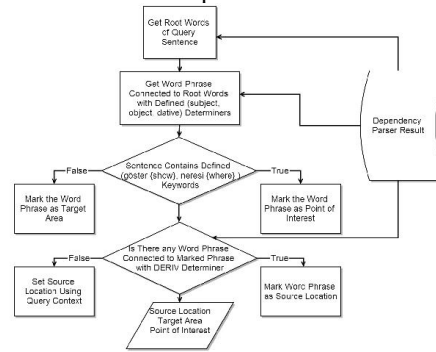 Get Root Words
of Query
Sentence
Get Word Phrase
Connected to Root Words
with Defined (subject,
object, dative) Determiners
Dependency
Parser Result
Sentence Contains Defined
(göster {show}, neresi {where} )
Keywords
False
True
Mark the Word
Phrase as Target
Area
Mark the Word
Phrase as Point of
Interest
Is There any Word Phrase
Connected to Marked Phrase
with DERIV Determiner
False
True
Set Source
Location Using
Query Context
Mark Word Phrase
as Source Location
Source Location
Target Area
Point of Interest